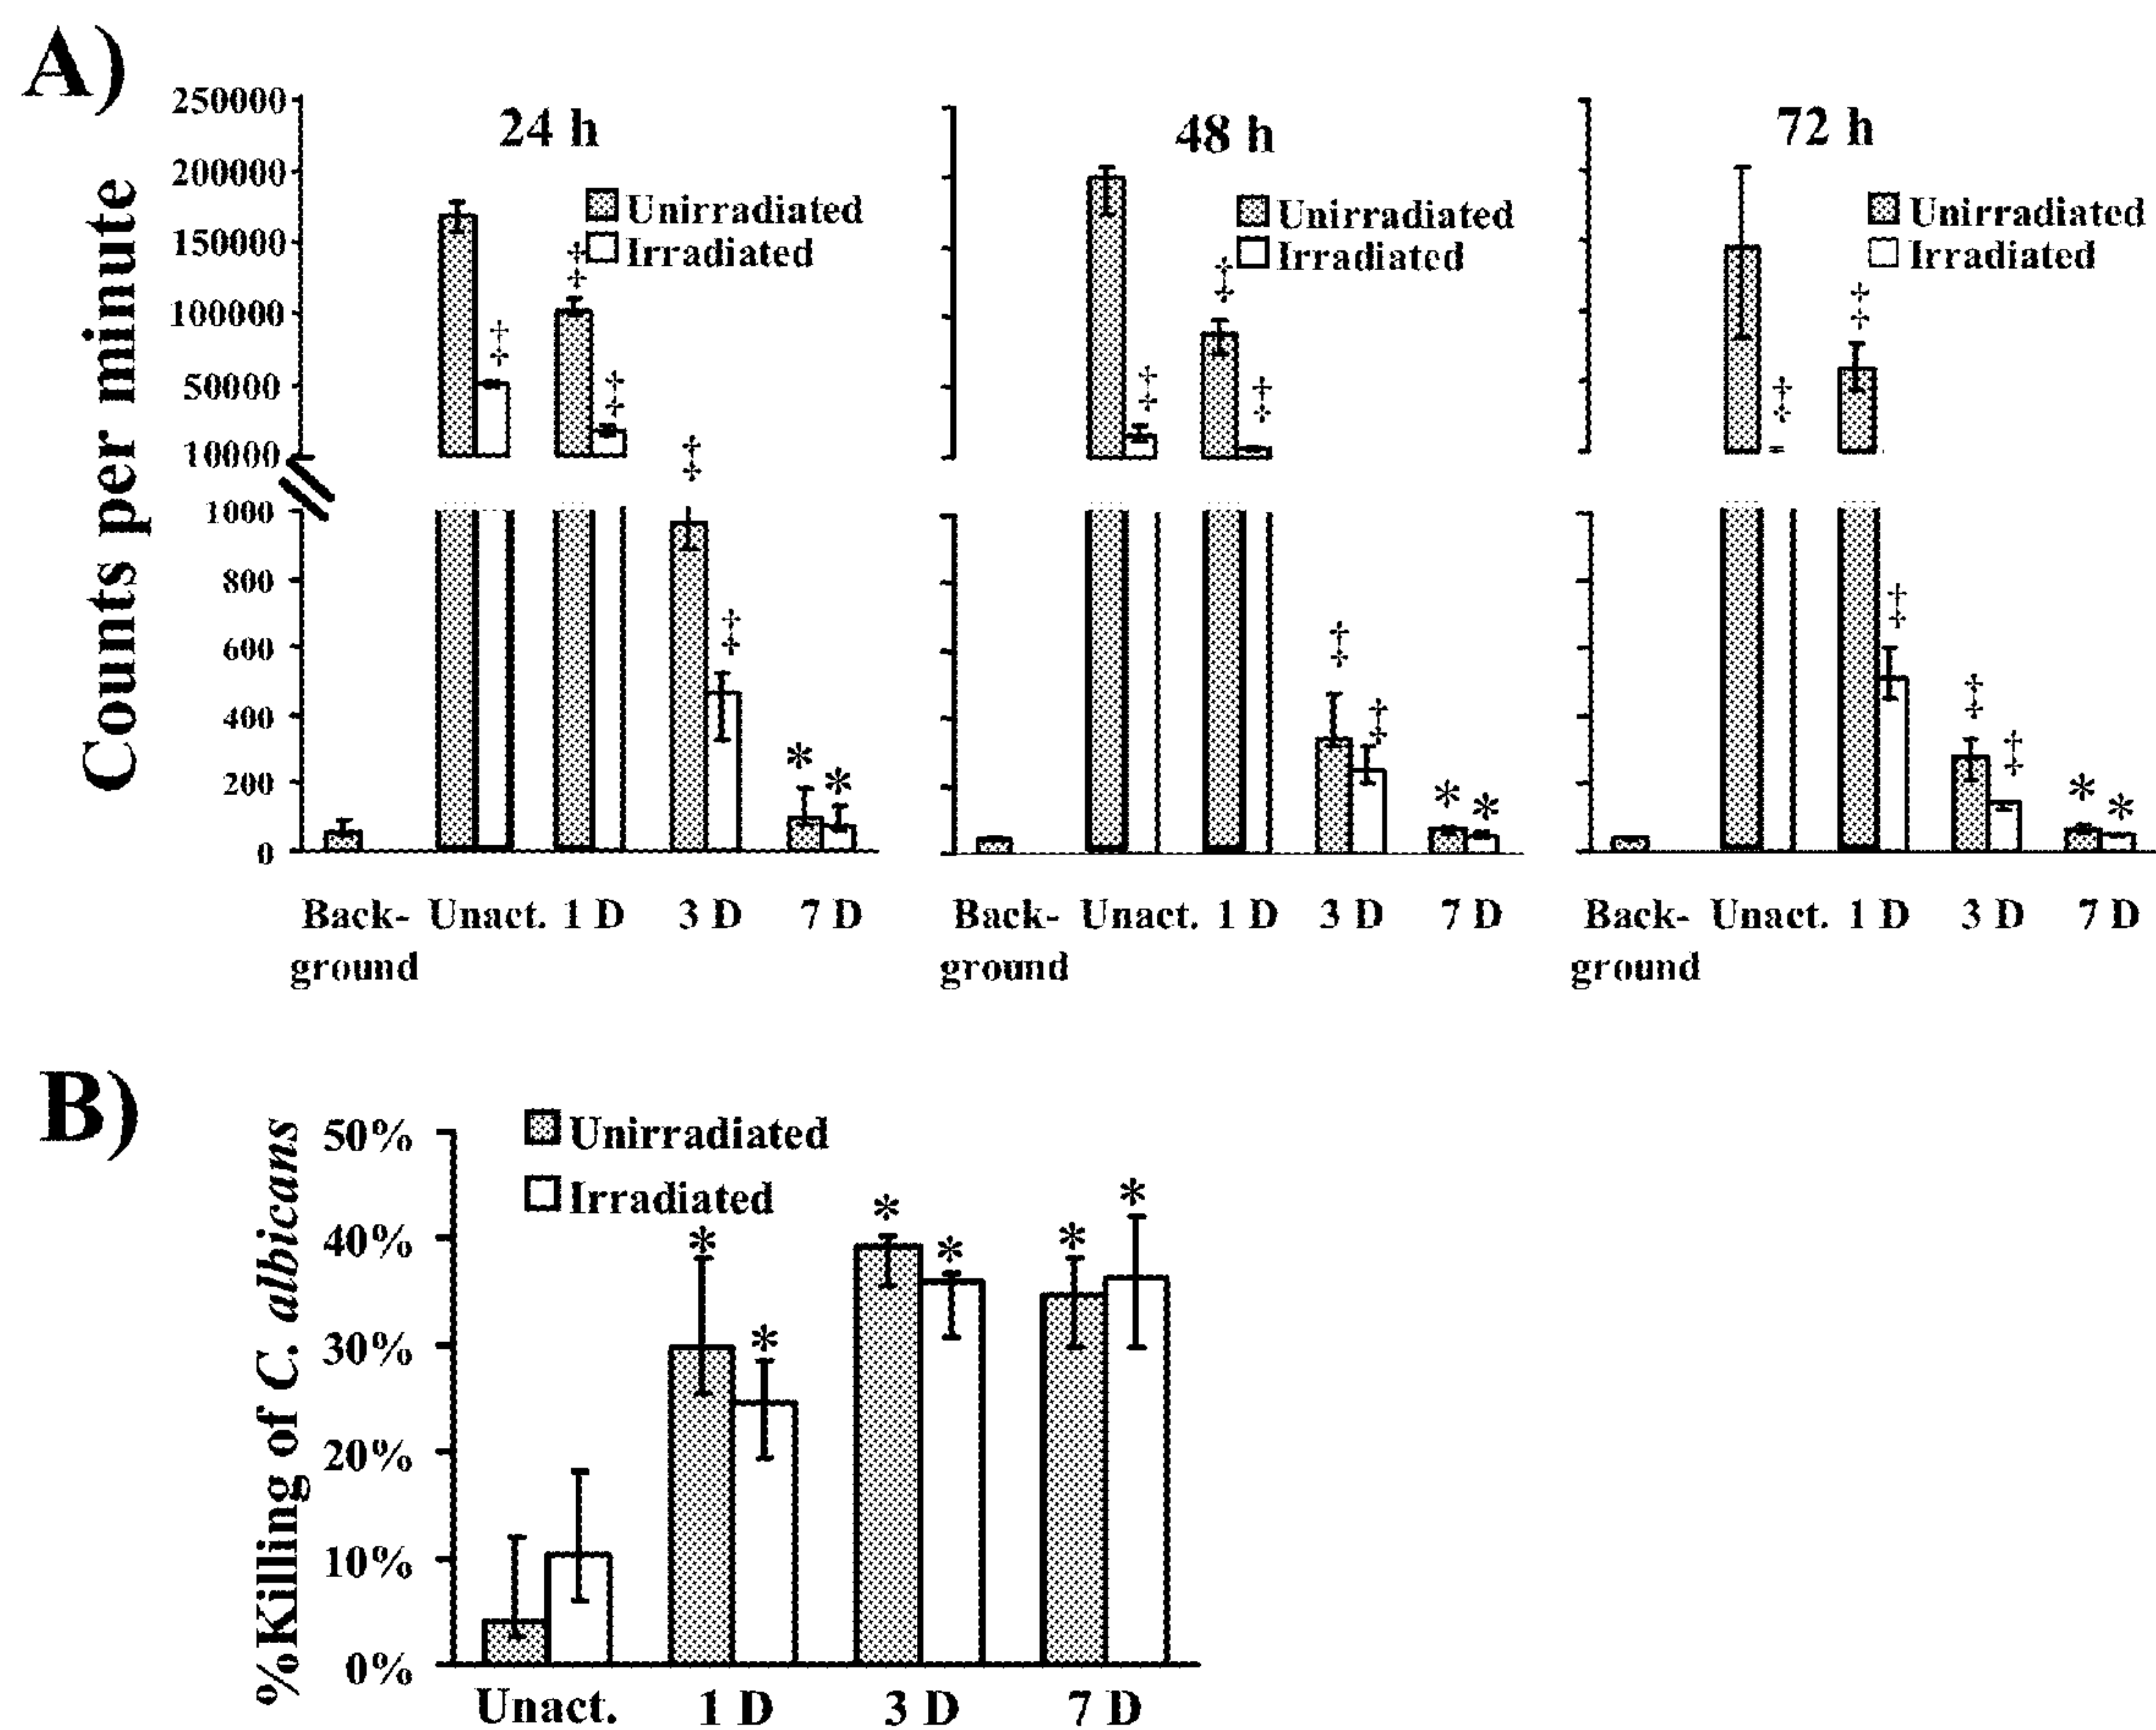 A)
Counts per minute
250000
200000
150000
100000
50000
10000
1000
800
600
400
200
0
24 h
Unirradiated
Irradiated
‡ ‡ ‡ ‡ ‡ * *
Back-ground Unact. 1 D 3 D 7 D
48 h
Unirradiated
Irradiated
‡ ‡ ‡ ‡ ‡ * *
Back-ground Unact. 1 D 3 D 7 D
72 h
Unirradiated
Irradiated
‡ ‡ ‡ ‡ ‡ * *
Back-ground Unact. 1 D 3 D 7 D
B)
%Killing of C. albicans
50%
40%
30%
20%
10%
0%
Unirradiated
Irradiated
* * * * * *
Unact. 1 D 3 D 7 D